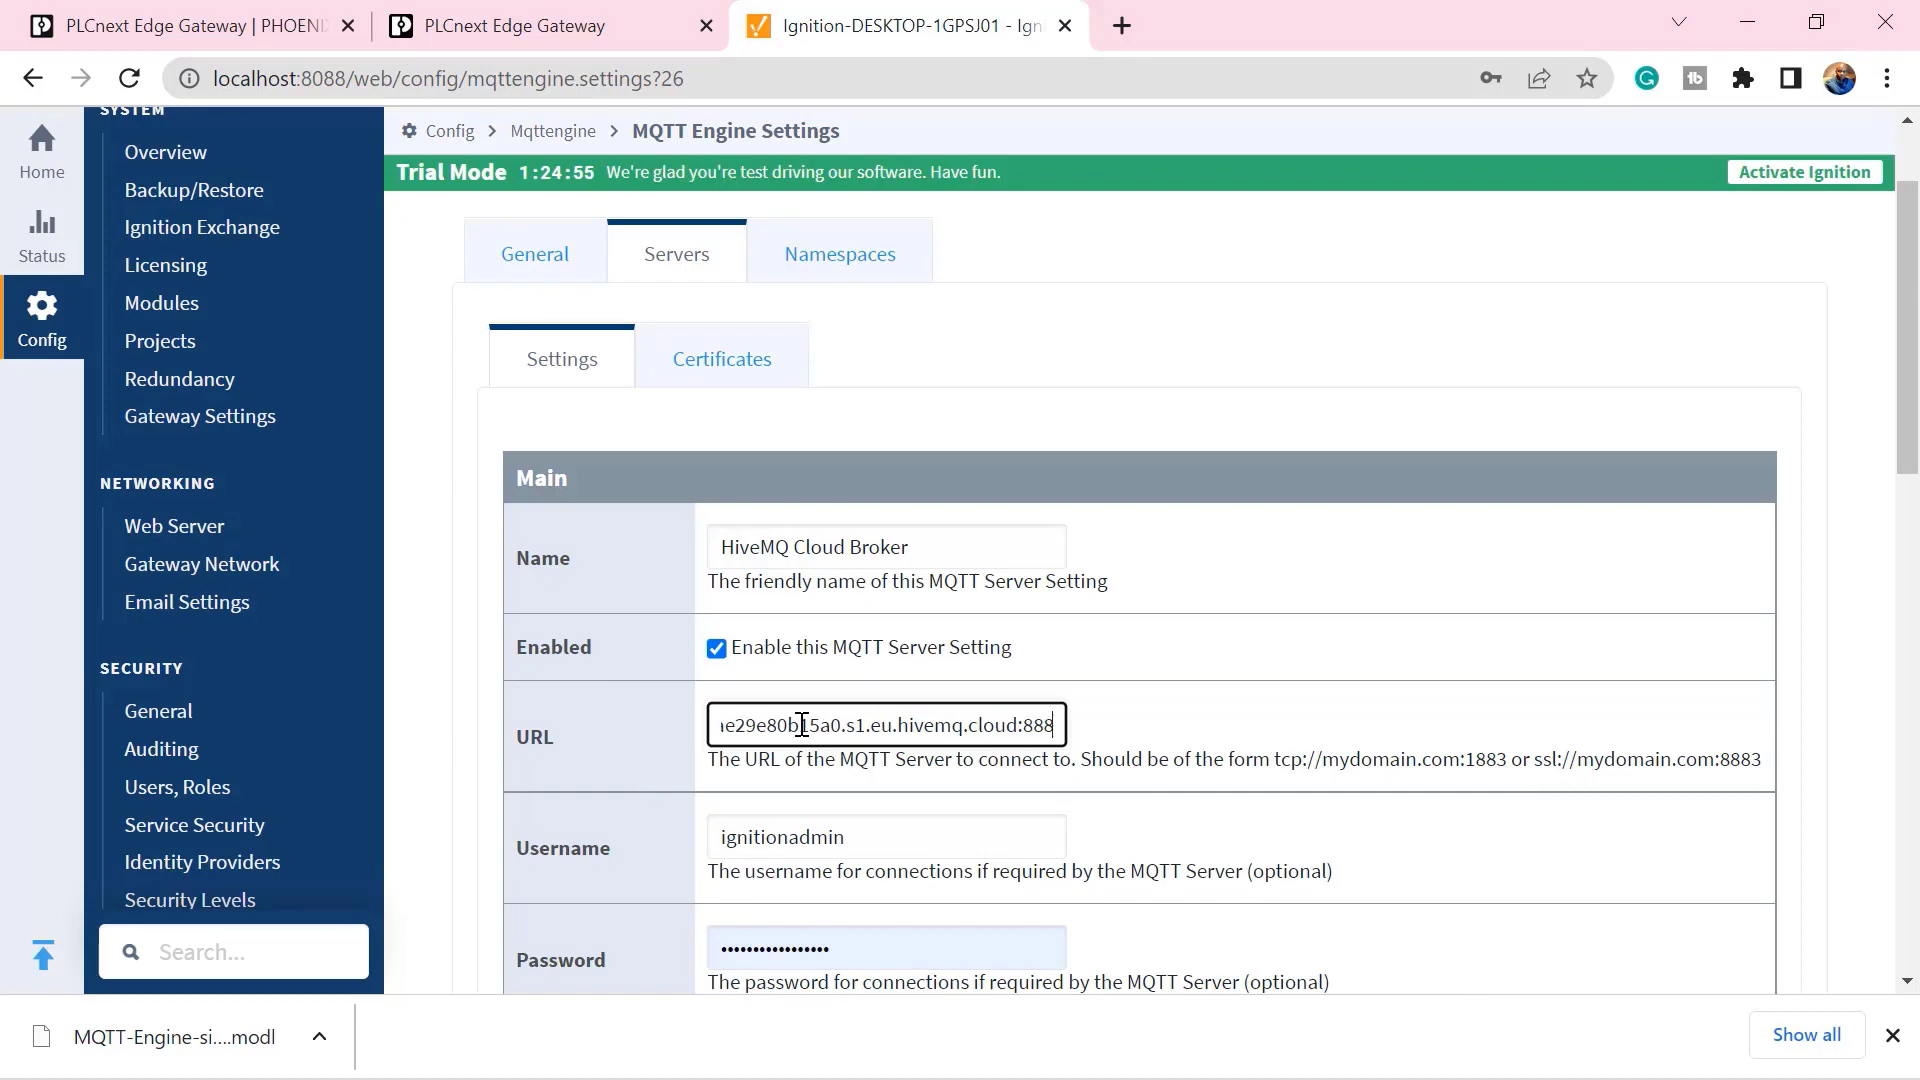 PLCnext Edge Gateway | PHOENI
PLCnext Edge Gateway
Ignition-DESKTOP-1GPSJ01 - Ign
localhost:8088/web/config/mqttengine.settings?26
Home
Status
Config
SYSTEM
Overview
Backup/Restore
Ignition Exchange
Licensing
Modules
Projects
Redundancy
Gateway Settings
NETWORKING
Web Server
Gateway Network
Email Settings
SECURITY
General
Auditing
Users, Roles
Service Security
Identity Providers
Security Levels
Search...
Config > Mqttengine > MQTT Engine Settings
Trial Mode 1:24:55 We're glad you're test driving our software. Have fun.
Activate Ignition
General Servers Namespaces
Settings Certificates
Main
Name
HiveMQ Cloud Broker
The friendly name of this MQTT Server Setting
Enabled
Enable this MQTT Server Setting
URL
e29e80b15a0.s1.eu.hivemq.cloud:888
The URL of the MQTT Server to connect to. Should be of the form tcp://mydomain.com:1883 or ssl://mydomain.com:8883
Username
ignitionadmin
The username for connections if required by the MQTT Server (optional)
Password
•••••••••••••••••
The password for connections if required by the MQTT Server (optional)
MQTT-Engine-si....modl
Show all